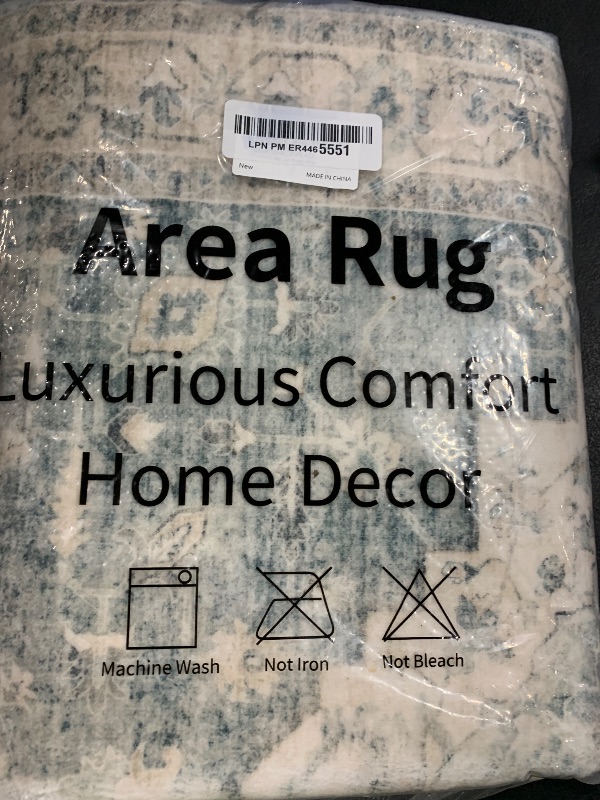 LPN PM ER4465551
New
MADE IN CHINA
Area Rug
Luxurious Comfort
Home Decor
Machine Wash
Not Iron
Not Bleach